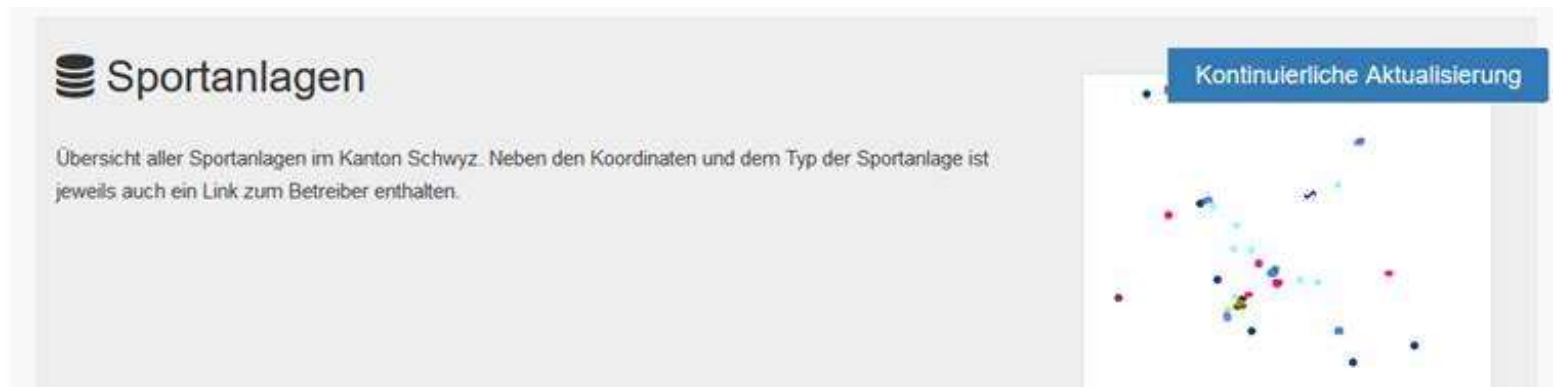 Sportanlagen
Kontinuierliche Aktualisierung
Übersicht aller Sportanlagen im Kanton Schwyz. Neben den Koordinaten und dem Typ der Sportanlage ist
jeweils auch ein Link zum Betreiber enthalten.